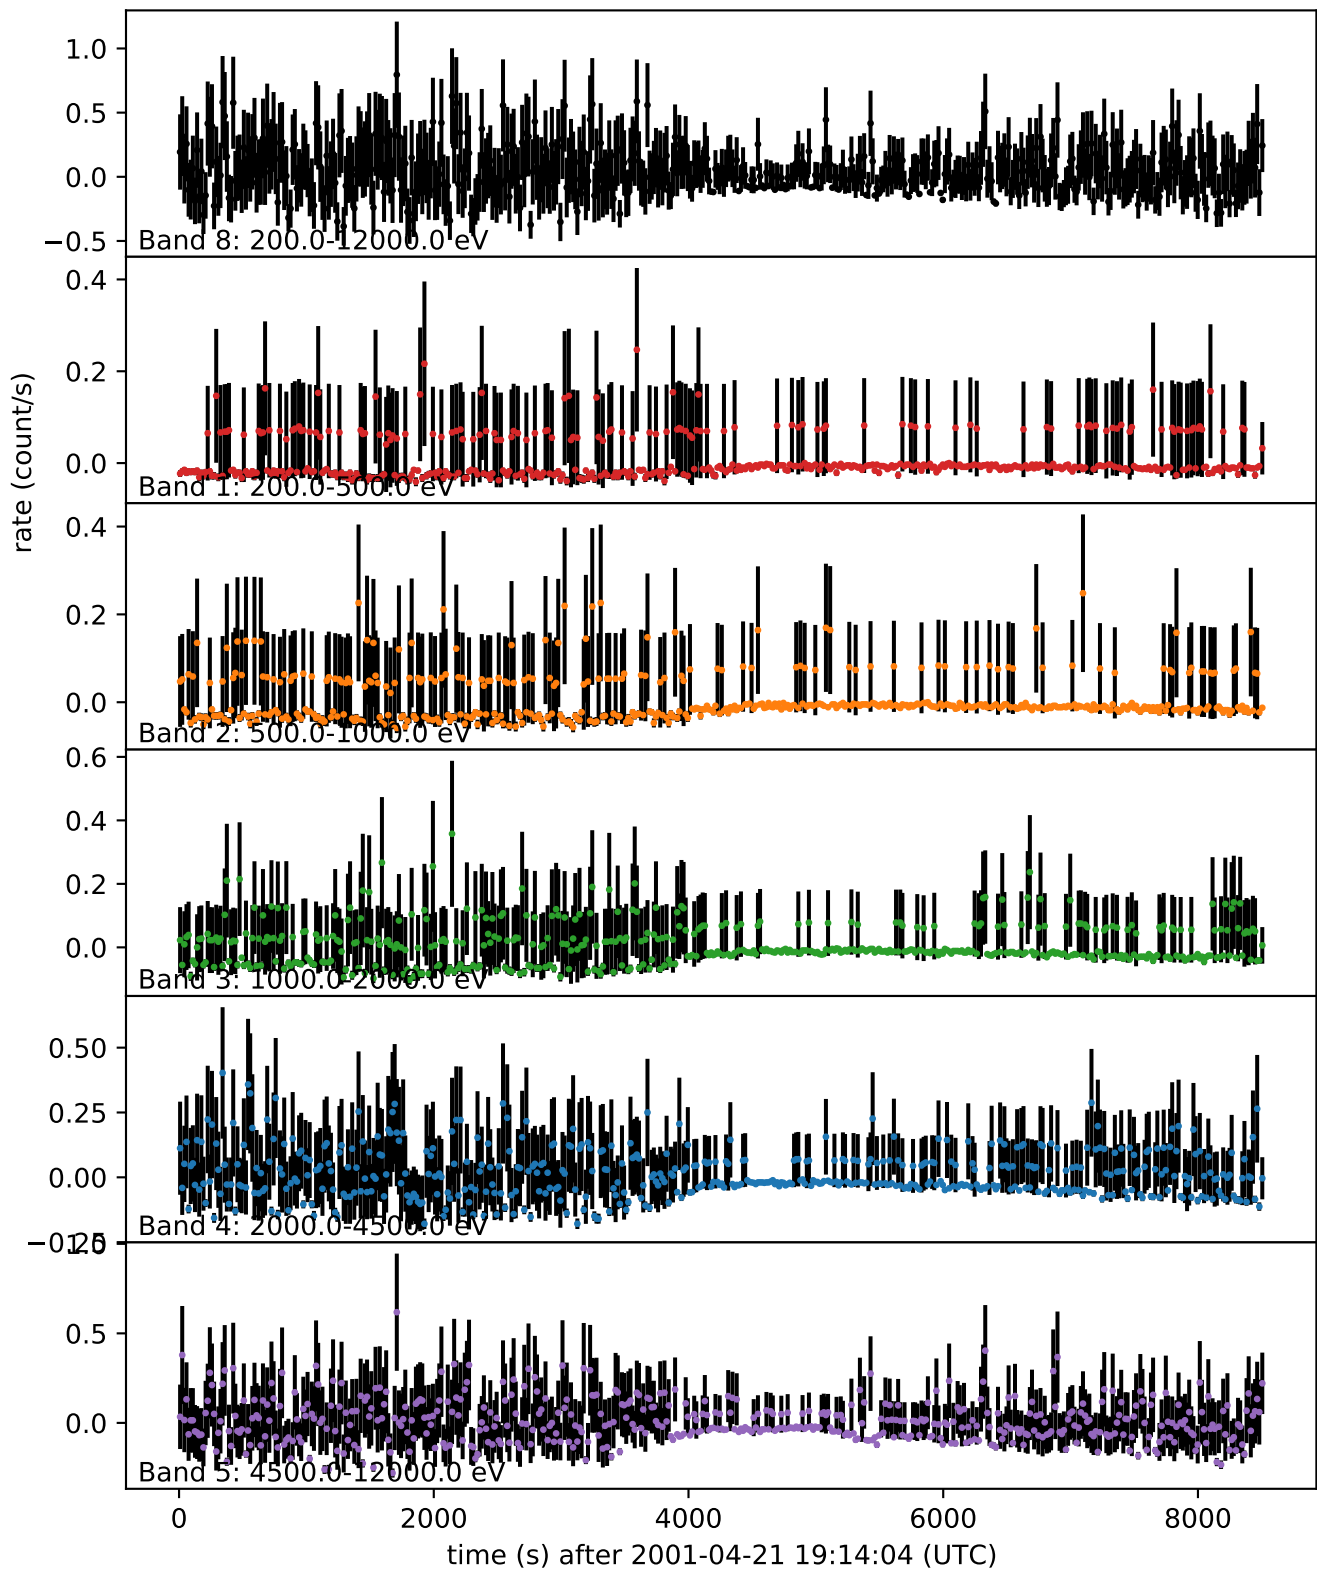 1.0
0.5
0.0
−0.5
Band 8: 200.0-12000.0 eV
0.4
0.2
0.0
Band 1: 200.0-500.0 eV
rate (count/s)
0.4
0.2
0.0
Band 2: 500.0-1000.0 eV
0.6
0.4
0.2
0.0
Band 3: 1000.0-2000.0 eV
0.50
0.25
0.00
−0.25
Band 4: 2000.0-4500.0 eV
1.0
0.5
0.0
Band 5: 4500.0-12000.0 eV
0 2000 4000 6000 8000
time (s) after 2001-04-21 19:14:04 (UTC)